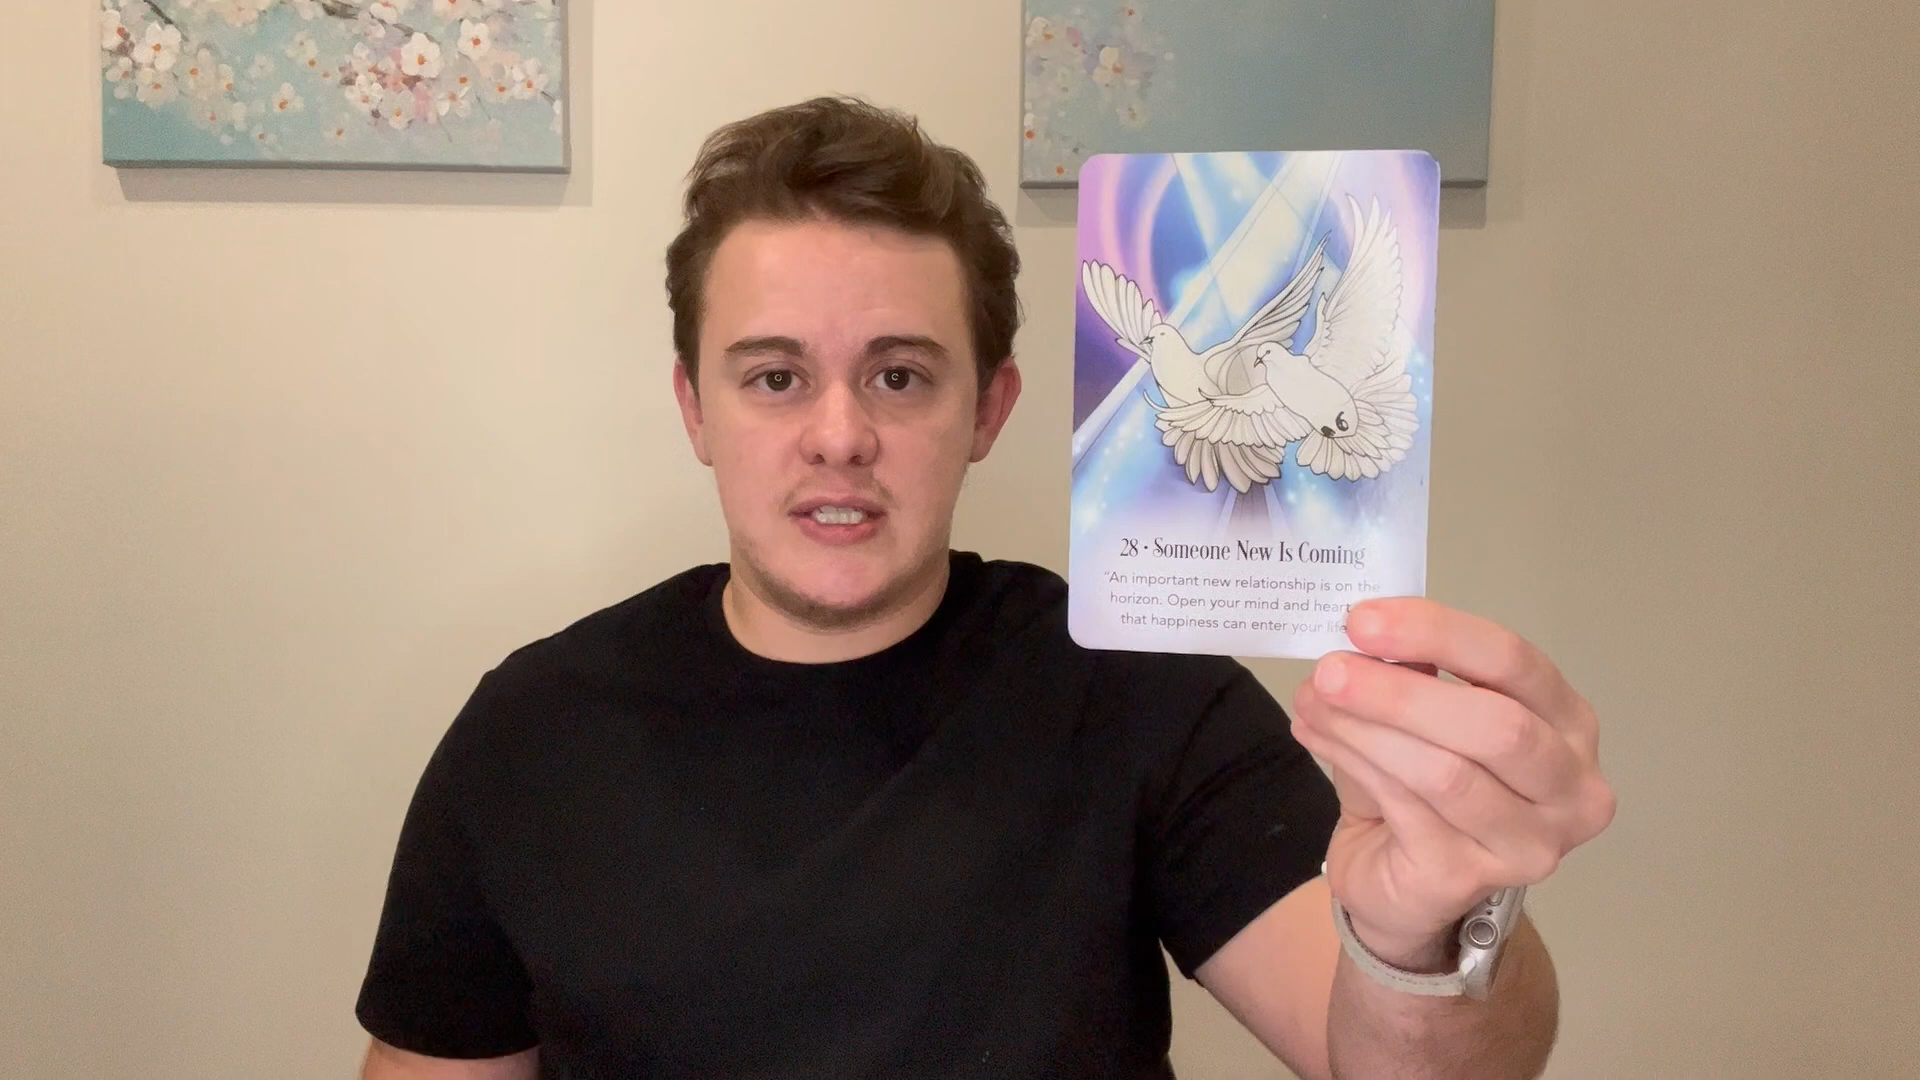 28 · Someone New Is Coming
"An important new relationship is on the
horizon. Open your mind and heart
that happiness can enter your life